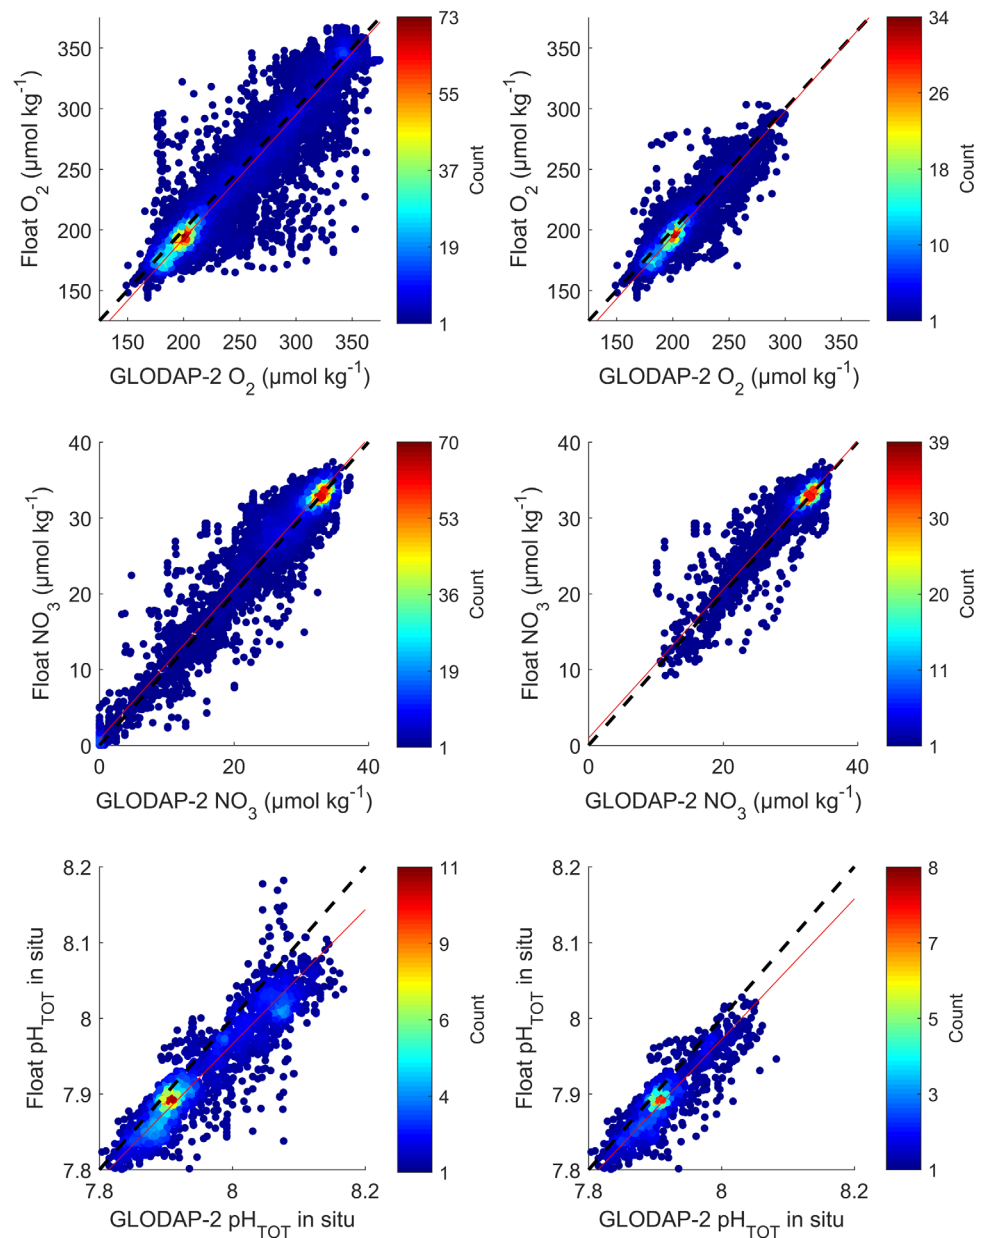 350
300
250
200
150
Float O2 (μmol kg-1)
150 200 250 300 350
GLODAP-2 O2 (μmol kg-1)
73
55
37
19
1
Count
350
300
250
200
150
Float O2 (μmol kg-1)
150 200 250 300 350
GLODAP-2 O2 (μmol kg-1)
34
26
18
10
1
Count
40
30
20
10
0
Float NO3 (μmol kg-1)
0 20 40
GLODAP-2 NO3 (μmol kg-1)
70
53
36
19
1
Count
40
30
20
10
0
Float NO3 (μmol kg-1)
0 20 40
GLODAP-2 NO3 (μmol kg-1)
39
30
20
11
1
Count
8.2
8.1
8
7.9
7.8
Float pHTOT in situ
7.8 8 8.2
GLODAP-2 pHTOT in situ
11
9
6
4
1
Count
8.2
8.1
8
7.9
7.8
Float pHTOT in situ
7.8 8 8.2
GLODAP-2 pHTOT in situ
8
7
5
3
1
Count